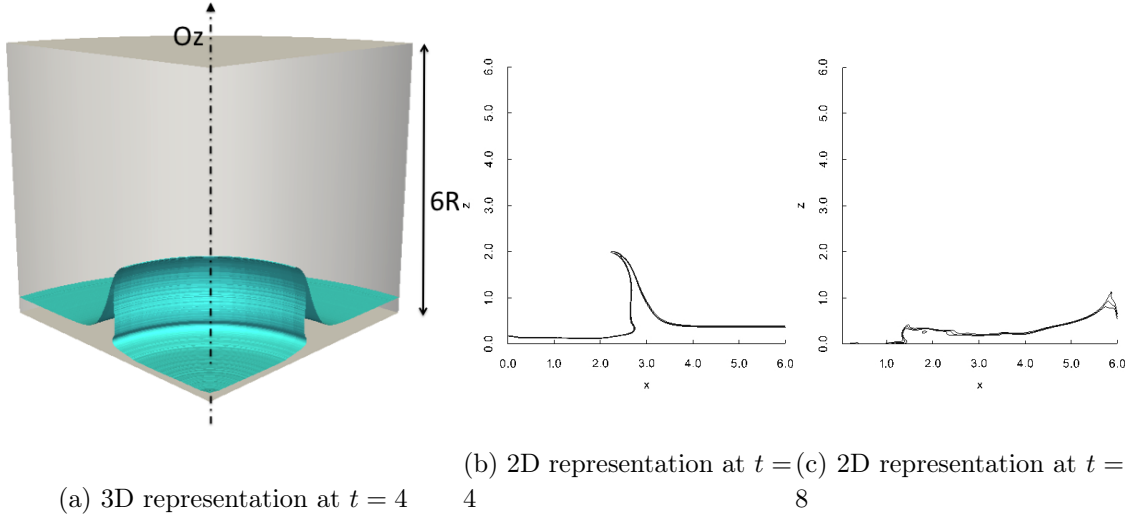 Oz
6R
6.0
5.0
4.0
3.0
2.0
1.0
0.0
z
0.0 1.0 2.0 3.0 4.0 5.0 6.0
x
6.0
5.0
4.0
3.0
2.0
1.0
0.0
z
1.0 2.0 3.0 4.0 5.0 6.0
x
(a) 3D representation at t = 4
(b) 2D representation at t =
4
(c) 2D representation at t =
8